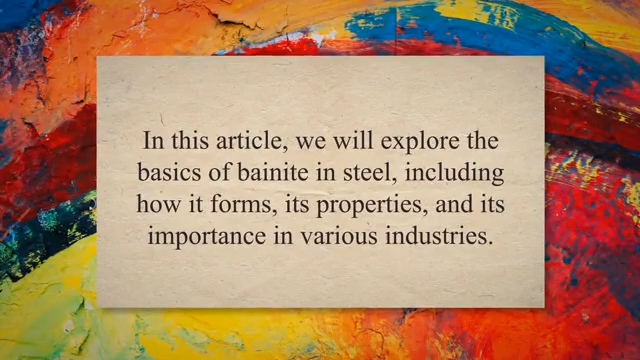 In this article, we will explore the
basics of bainite in steel, including
how it forms, its properties, and its
importance in various industries.